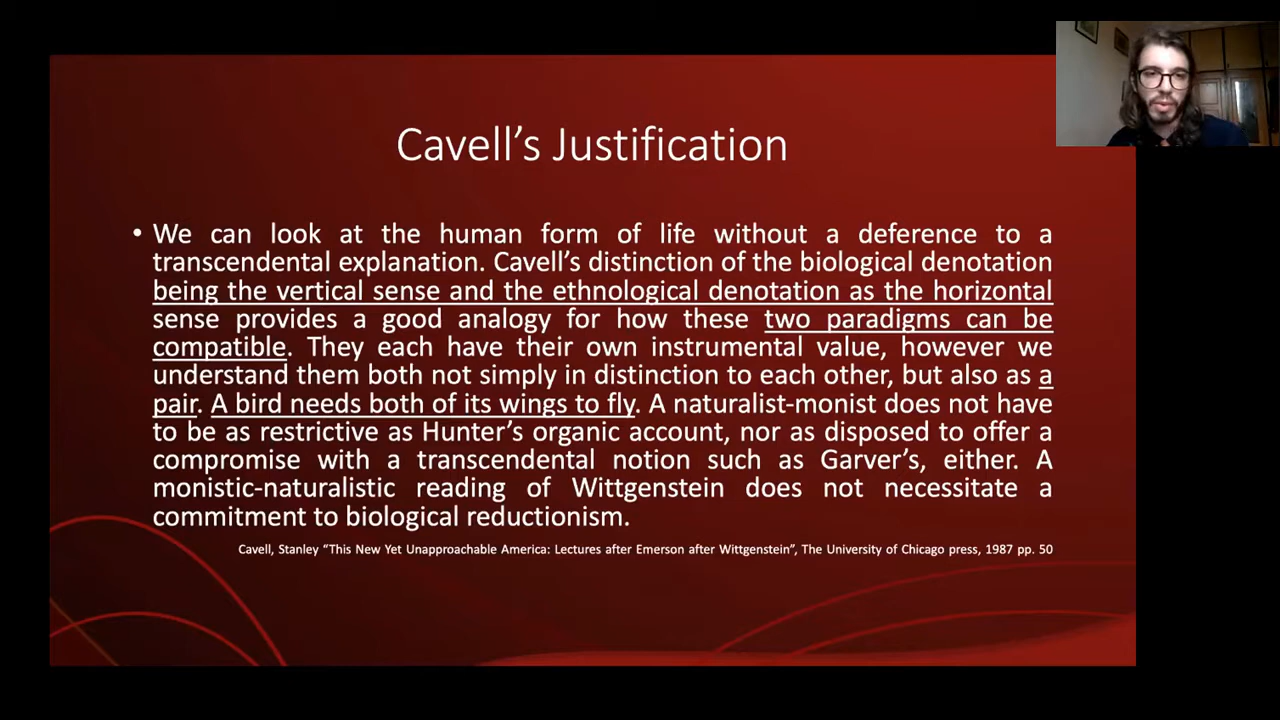 Cavell's Justification
• We can look at the human form of life without a deference to a
transcendental explanation. Cavell's distinction of the biological denotation
being the vertical sense and the ethnological denotation as the horizontal
sense provides a good analogy for how these two paradigms can be
compatible. They each have their own instrumental value, however we
understand them both not simply in distinction to each other, but also as a
pair. A bird needs both of its wings to fly. A naturalist-monist does not have
to be as restrictive as Hunter's organic account, nor as disposed to offer a
compromise with a transcendental notion such as Garver's, either. A
monistic-naturalistic reading of Wittgenstein does not necessitate a
commitment to biological reductionism.
Cavell, Stanley “This New Yet Unapproachable America: Lectures after Emerson after Wittgenstein”, The University of Chicago press, 1987 pp. 50